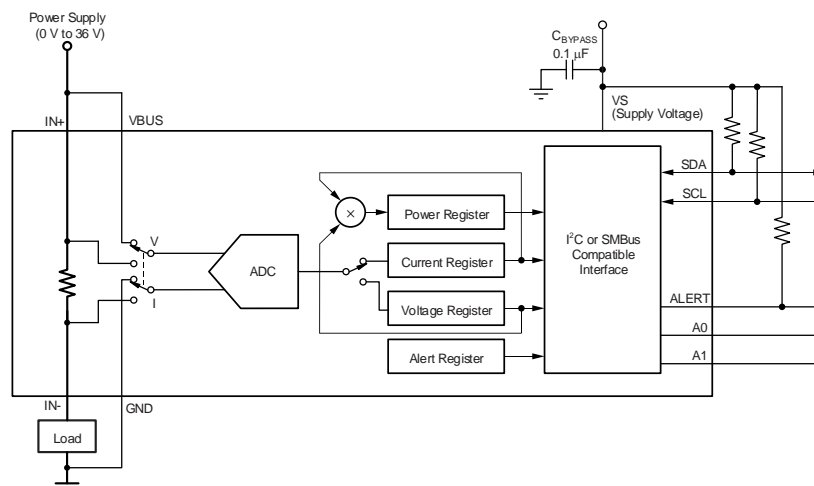 Power Supply
(0 V to 36 V)
C_BYPASS
0.1 μF
VS
(Supply Voltage)
IN+
VBUS
SDA
SCL
V
I
ADC
×
Power Register
Current Register
Voltage Register
Alert Register
I²C or SMBus
Compatible
Interface
ALERT
A0
A1
IN-
GND
Load